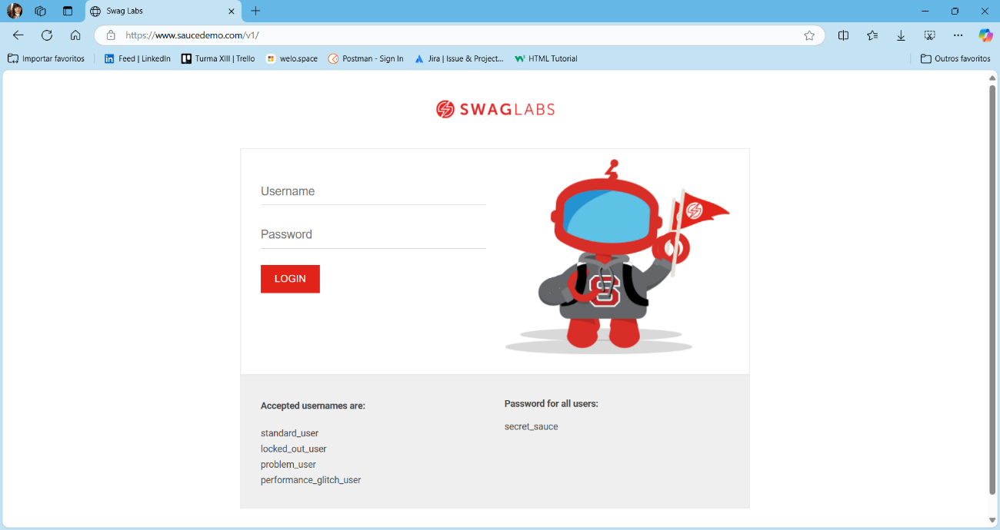 Swag Labs
https://www.saucedemo.com/v1/
Importar favoritos
Feed | LinkedIn
Turma XIII | Trello
welo.space
Postman - Sign In
Jira | Issue & Project...
HTML Tutorial
Outros favoritos
SWAGLABS
Username
Password
LOGIN
S
Accepted usernames are:
standard_user
locked_out_user
problem_user
performance_glitch_user
Password for all users:
secret_sauce